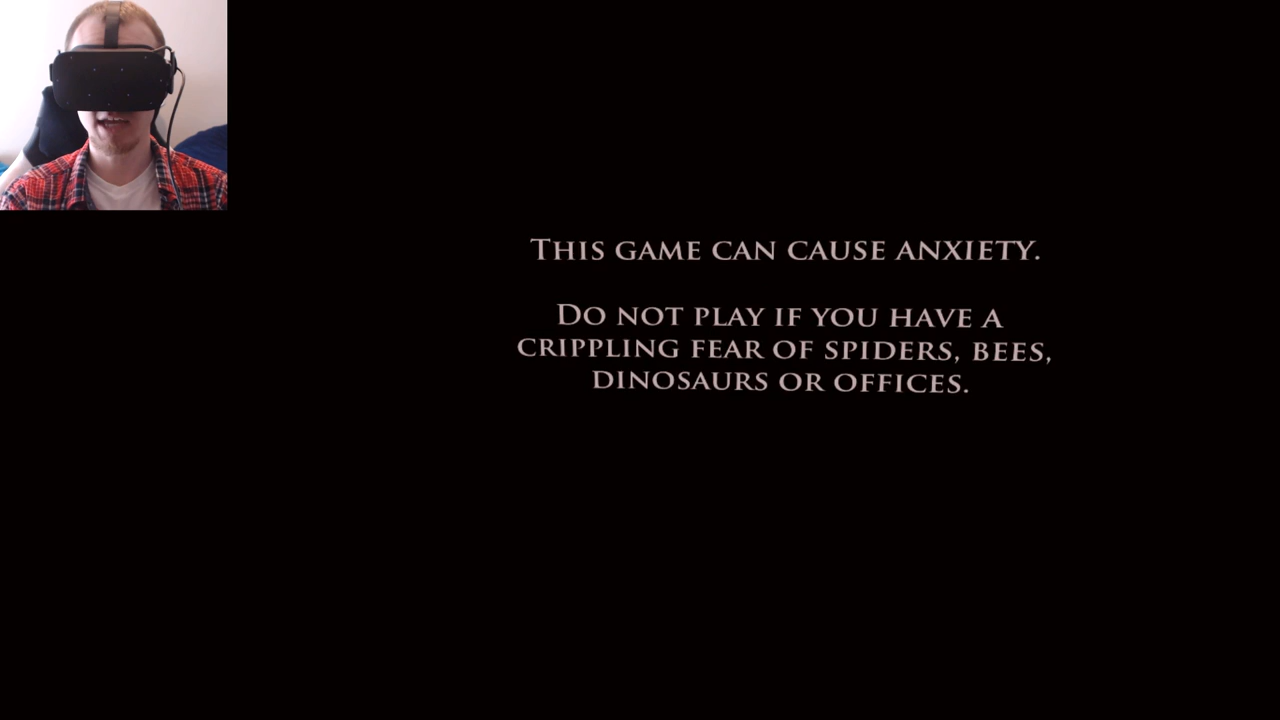 THIS GAME CAN CAUSE ANXIETY.
DO NOT PLAY IF YOU HAVE A
CRIPPLING FEAR OF SPIDERS, BEES,
DINOSAURS OR OFFICES.